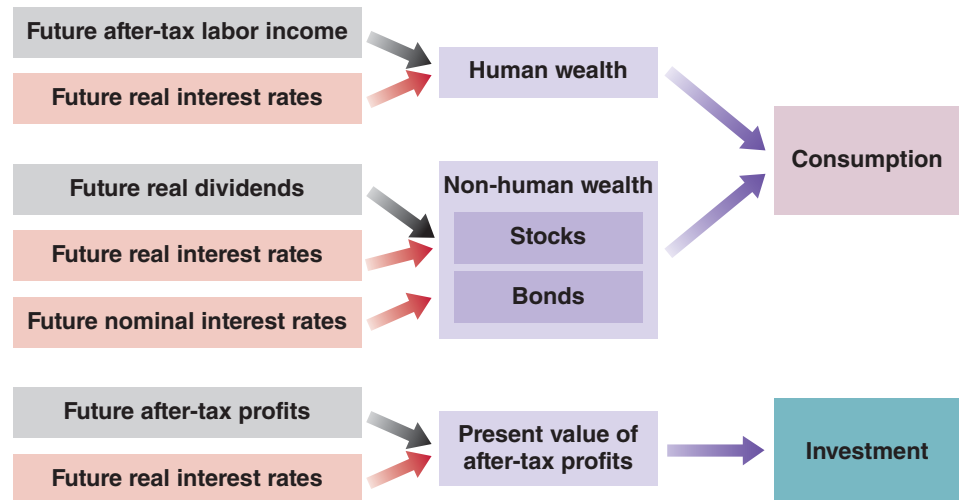 Future after-tax labor income
Future real interest rates
Human wealth
Future real dividends
Future real interest rates
Future nominal interest rates
Non-human wealth
Stocks
Bonds
Consumption
Future after-tax profits
Future real interest rates
Present value of
after-tax profits
Investment